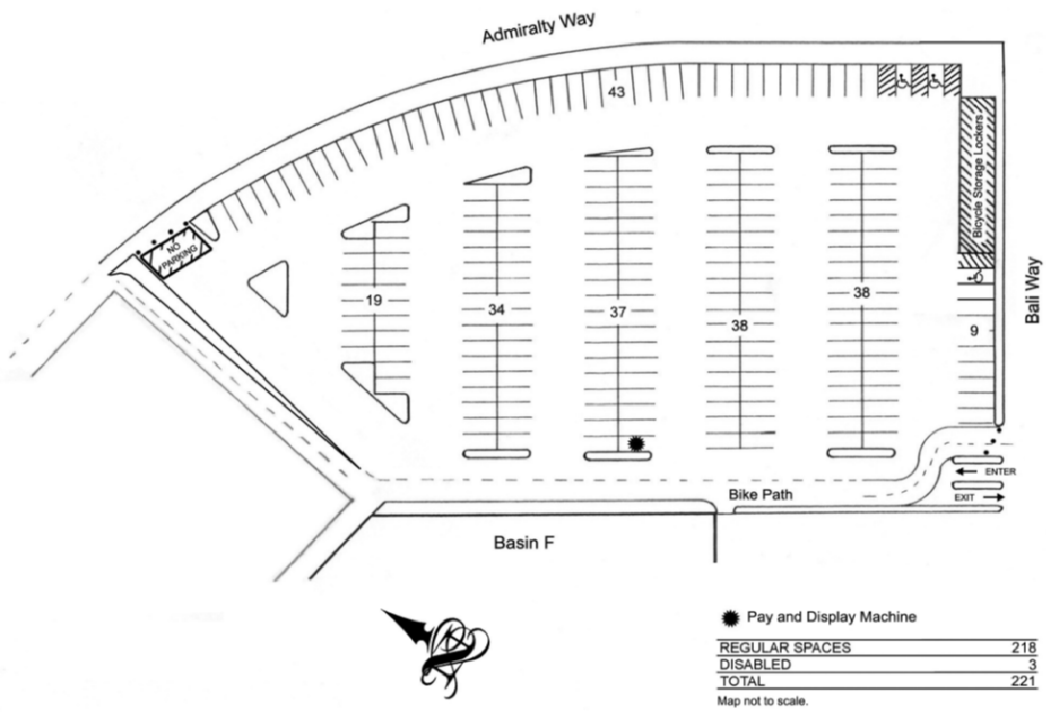 Admiralty Way
43
Bicycle Storage Lockers
NO
PARKING
19
34
37
38
38
9
Bali Way
ENTER
EXIT
Bike Path
Basin F
Pay and Display Machine
REGULAR SPACES 218
DISABLED 3
TOTAL 221
Map not to scale.